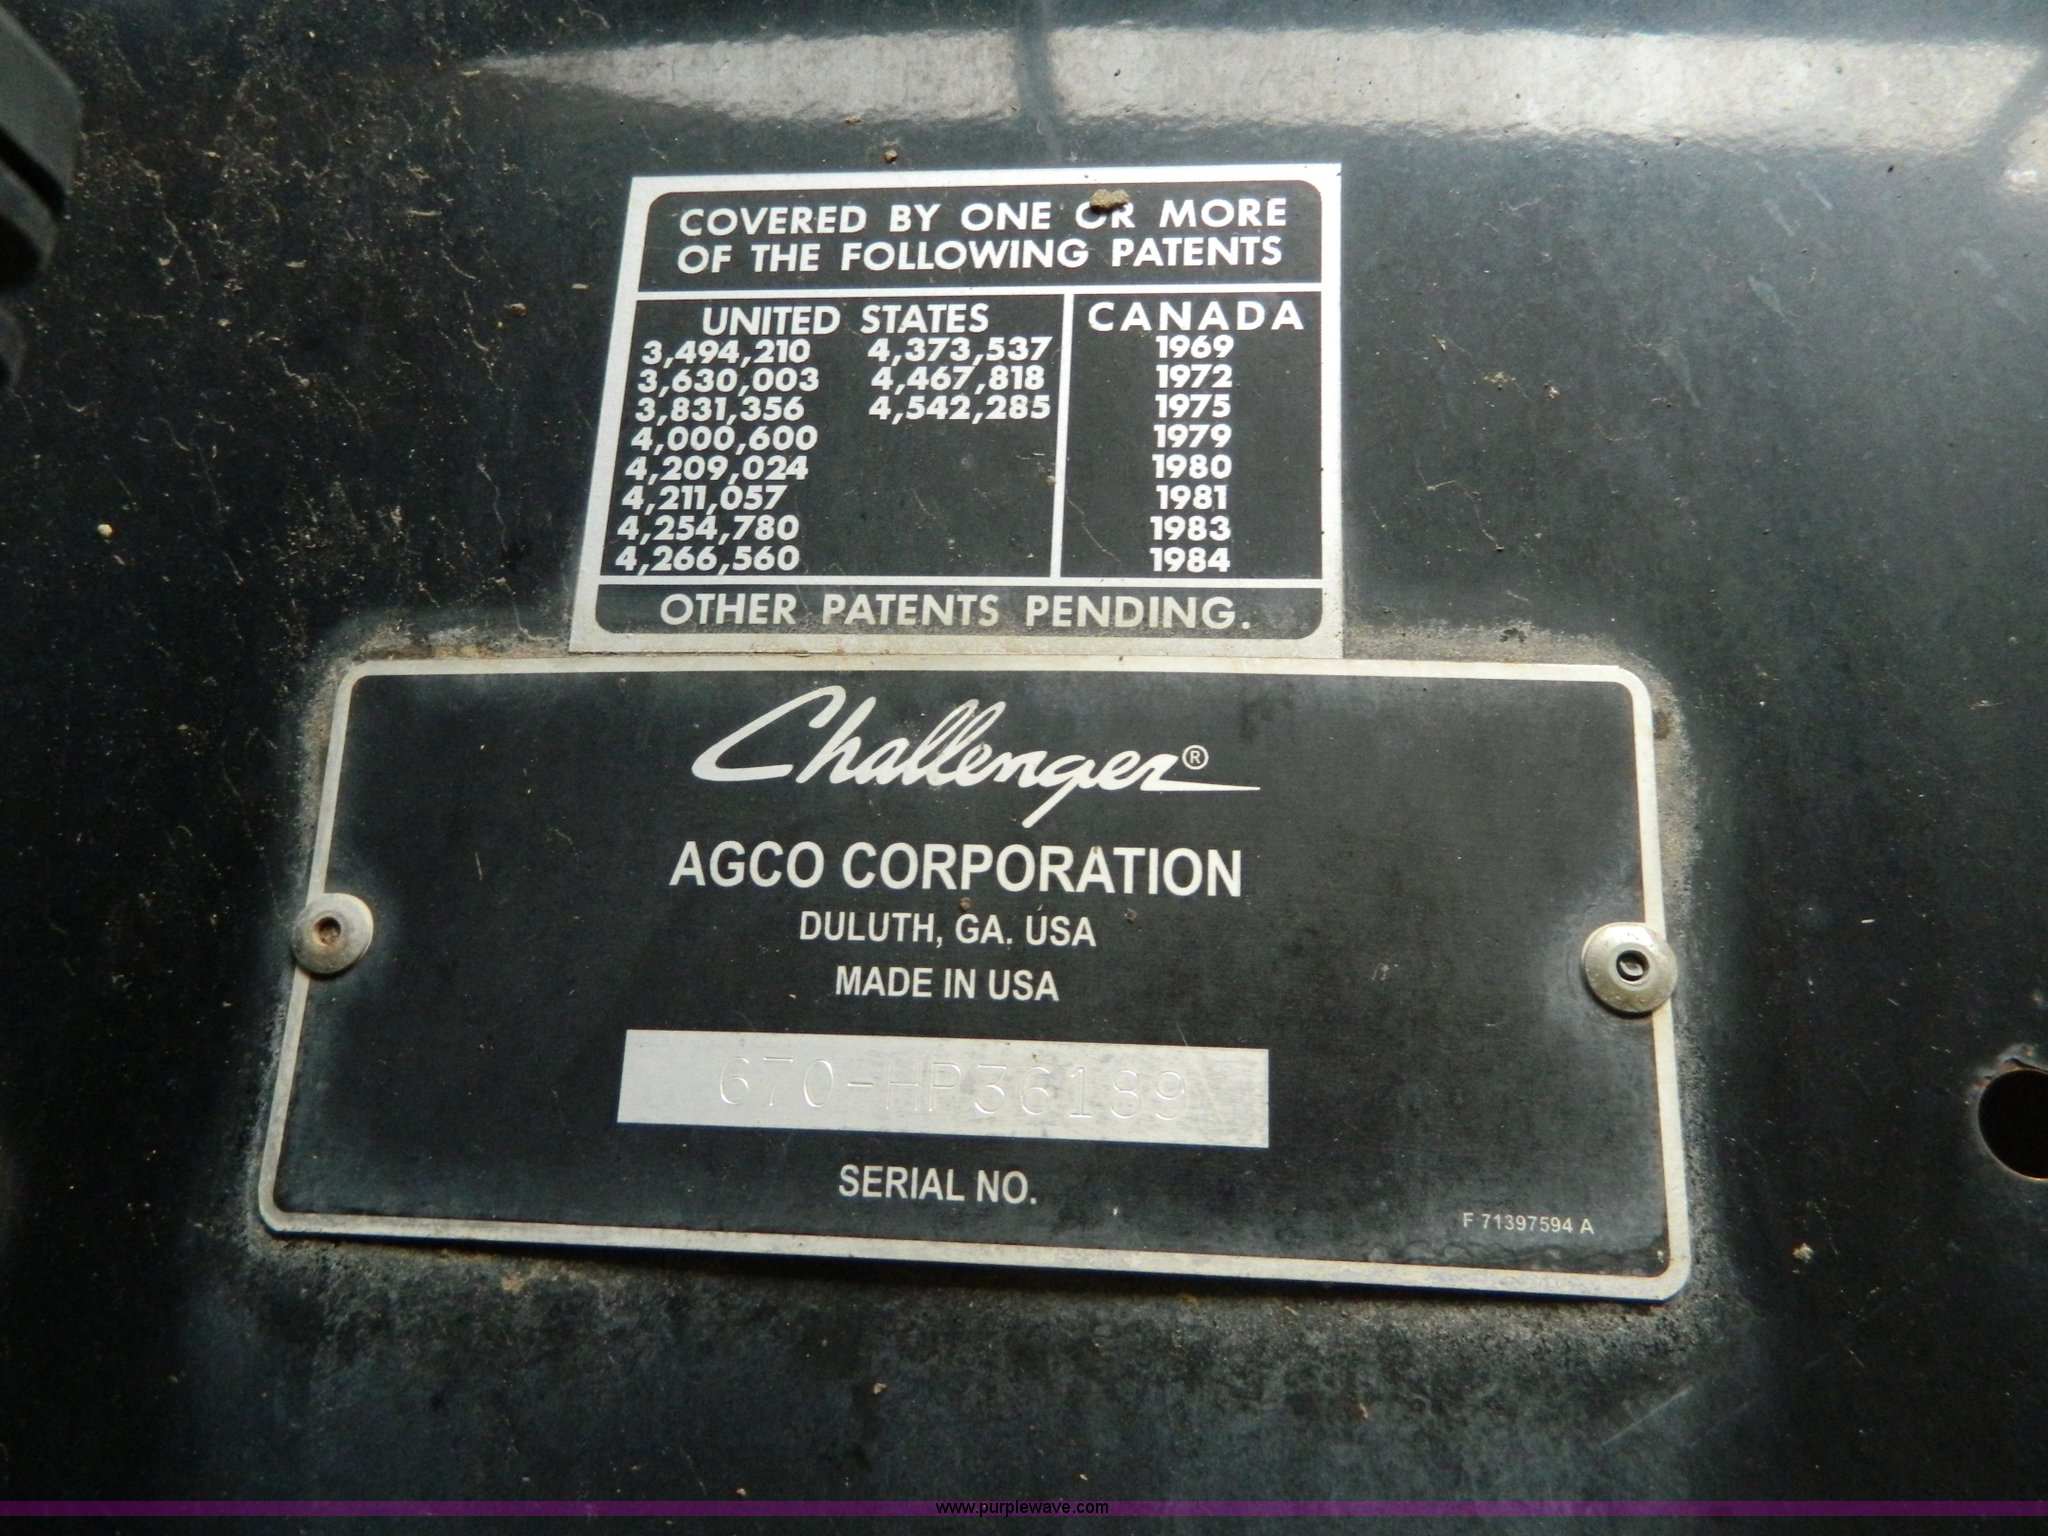 COVERED BY ONE OR MORE
OF THE FOLLOWING PATENTS
UNITED STATES CANADA
3,494,210 4,373,537 1969
3,630,003 4,467,818 1972
3,831,356 4,542,285 1975
4,000,600 1979
4,209,024 1980
4,211,057 1981
4,254,780 1983
4,266,560 1984
OTHER PATENTS PENDING.
Challenger®
AGCO CORPORATION
DULUTH, GA. USA
MADE IN USA
670-HP36189
SERIAL NO.
F 71397594 A
www.purplewave.com